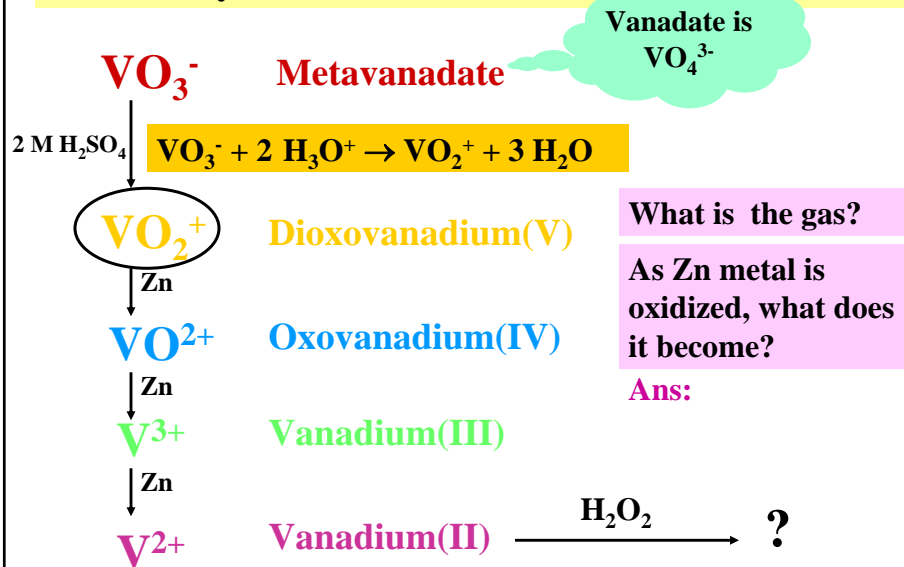 Vanadate is
VO₄³⁻
VO₃⁻ Metavanadate
2 M H₂SO₄
VO₃⁻ + 2 H₃O⁺ → VO₂⁺ + 3 H₂O
VO₂⁺ Dioxovanadium(V)
What is the gas?
As Zn metal is
oxidized, what does
it become?
Ans:
Zn
VO²⁺ Oxovanadium(IV)
Zn
V³⁺ Vanadium(III)
Zn
V²⁺ Vanadium(II)
H₂O₂
?